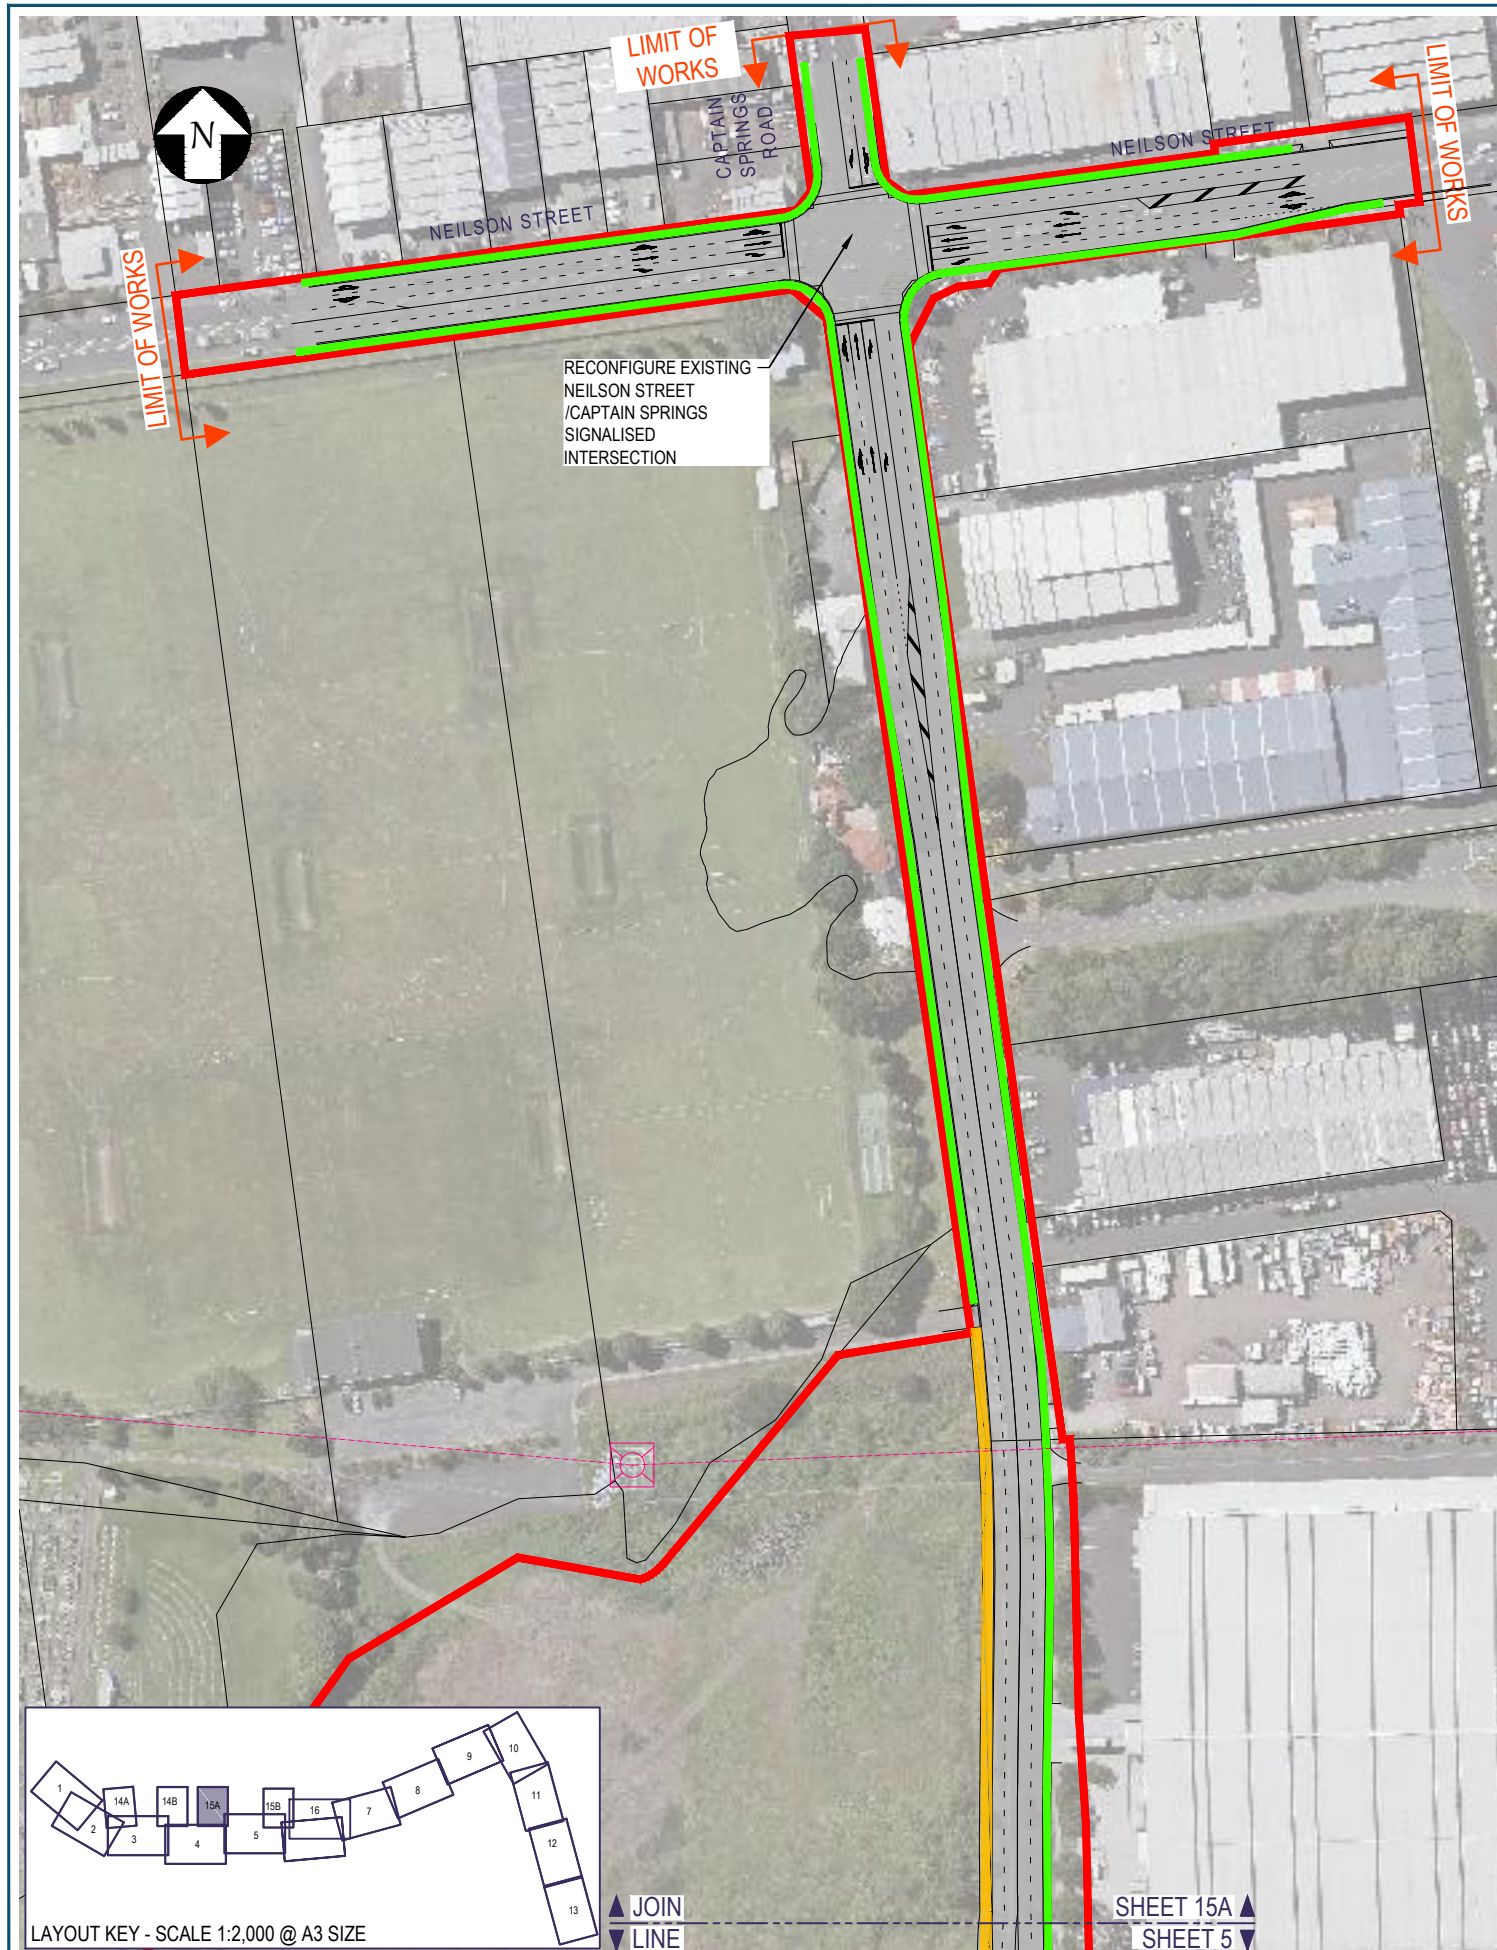 LIMIT OF
WORKS
N
CAPTAIN
SPRINGS
ROAD
NEILSON STREET
LIMIT OF WORKS
NEILSON STREET
LIMIT OF WORKS
RECONFIGURE EXISTING
NEILSON STREET
/CAPTAIN SPRINGS
SIGNALISED
INTERSECTION
1
2
14A
3
14B
4
15A
5
15B
16
7
8
9
10
11
12
13
LAYOUT KEY - SCALE 1:2,000 @ A3 SIZE
JOIN
LINE
SHEET 15A
SHEET 5